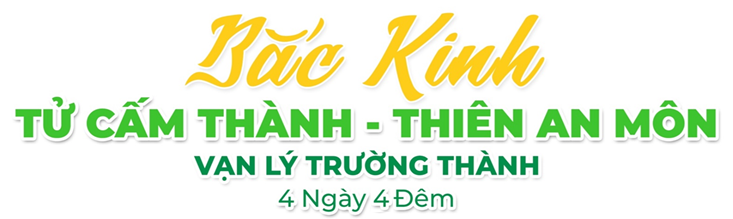 Bắc Kinh
TỬ CẤM THÀNH - THIÊN AN MÔN
VẠN LÝ TRƯỜNG THÀNH
4 Ngày 4 Đêm